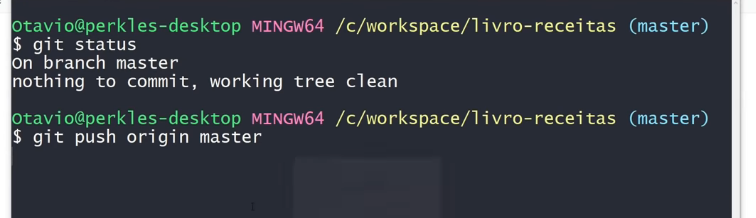 Otavio@perkles-desktop MINGW64 /c/workspace/livro-receitas (master)
$ git status
On branch master
nothing to commit, working tree clean
Otavio@perkles-desktop MINGW64 /c/workspace/livro-receitas (master)
$ git push origin master